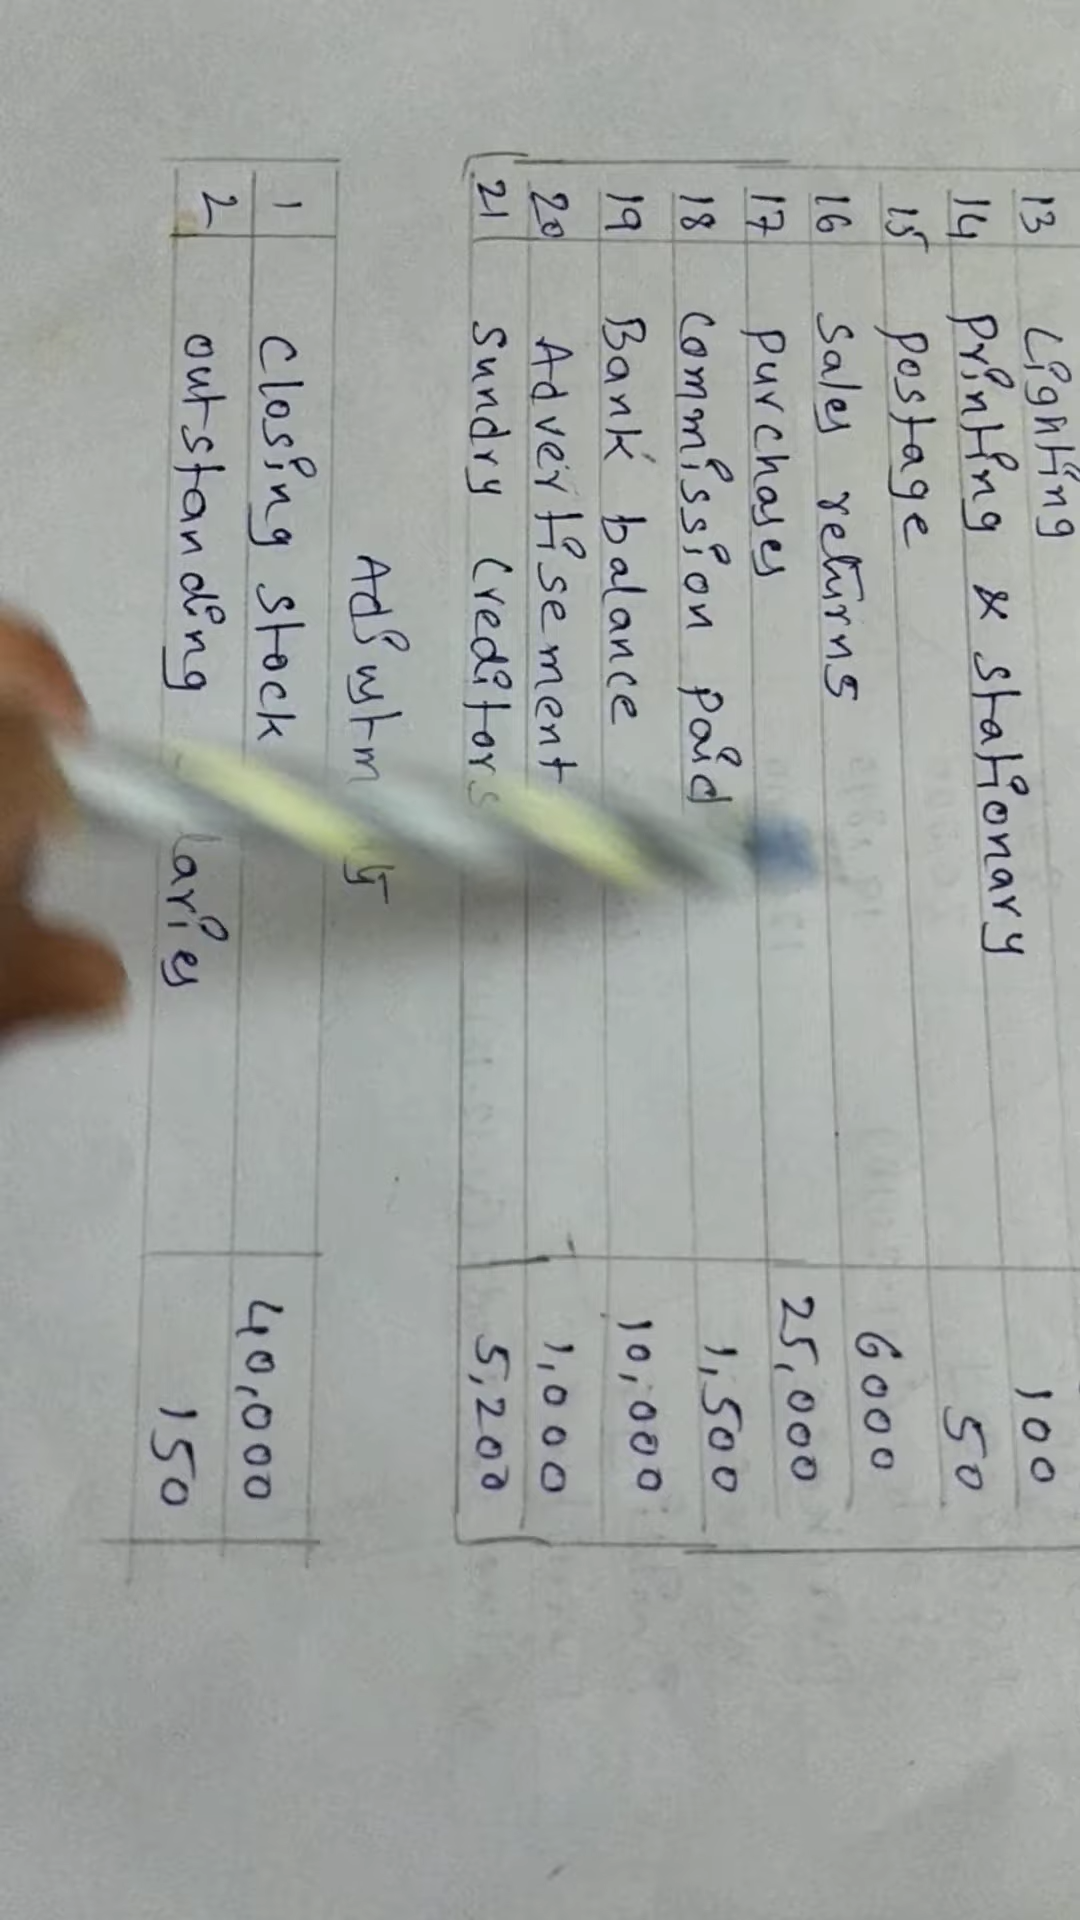 13 Lighting
14 Printing & stationary 100
15 postage 50
16 Sales returns 6000
17 purchases 25,000
18 commission paid 1,500
19 Bank balance 10,000
20 Advertisement 1,000
21 Sundry Creditors 5,200
1 Closing stock 40,000
2 outstanding 150